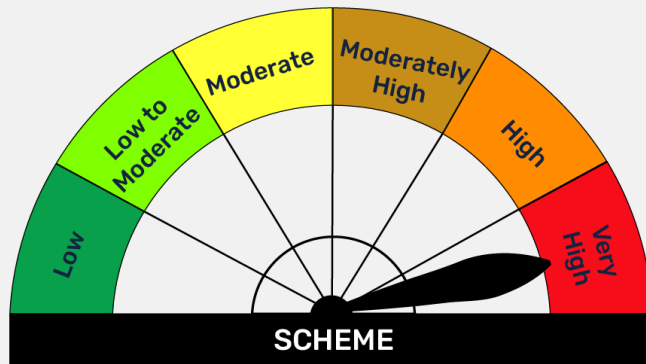 Low
Low to
Moderate
Moderate
Moderately
High
High
Very
High
SCHEME